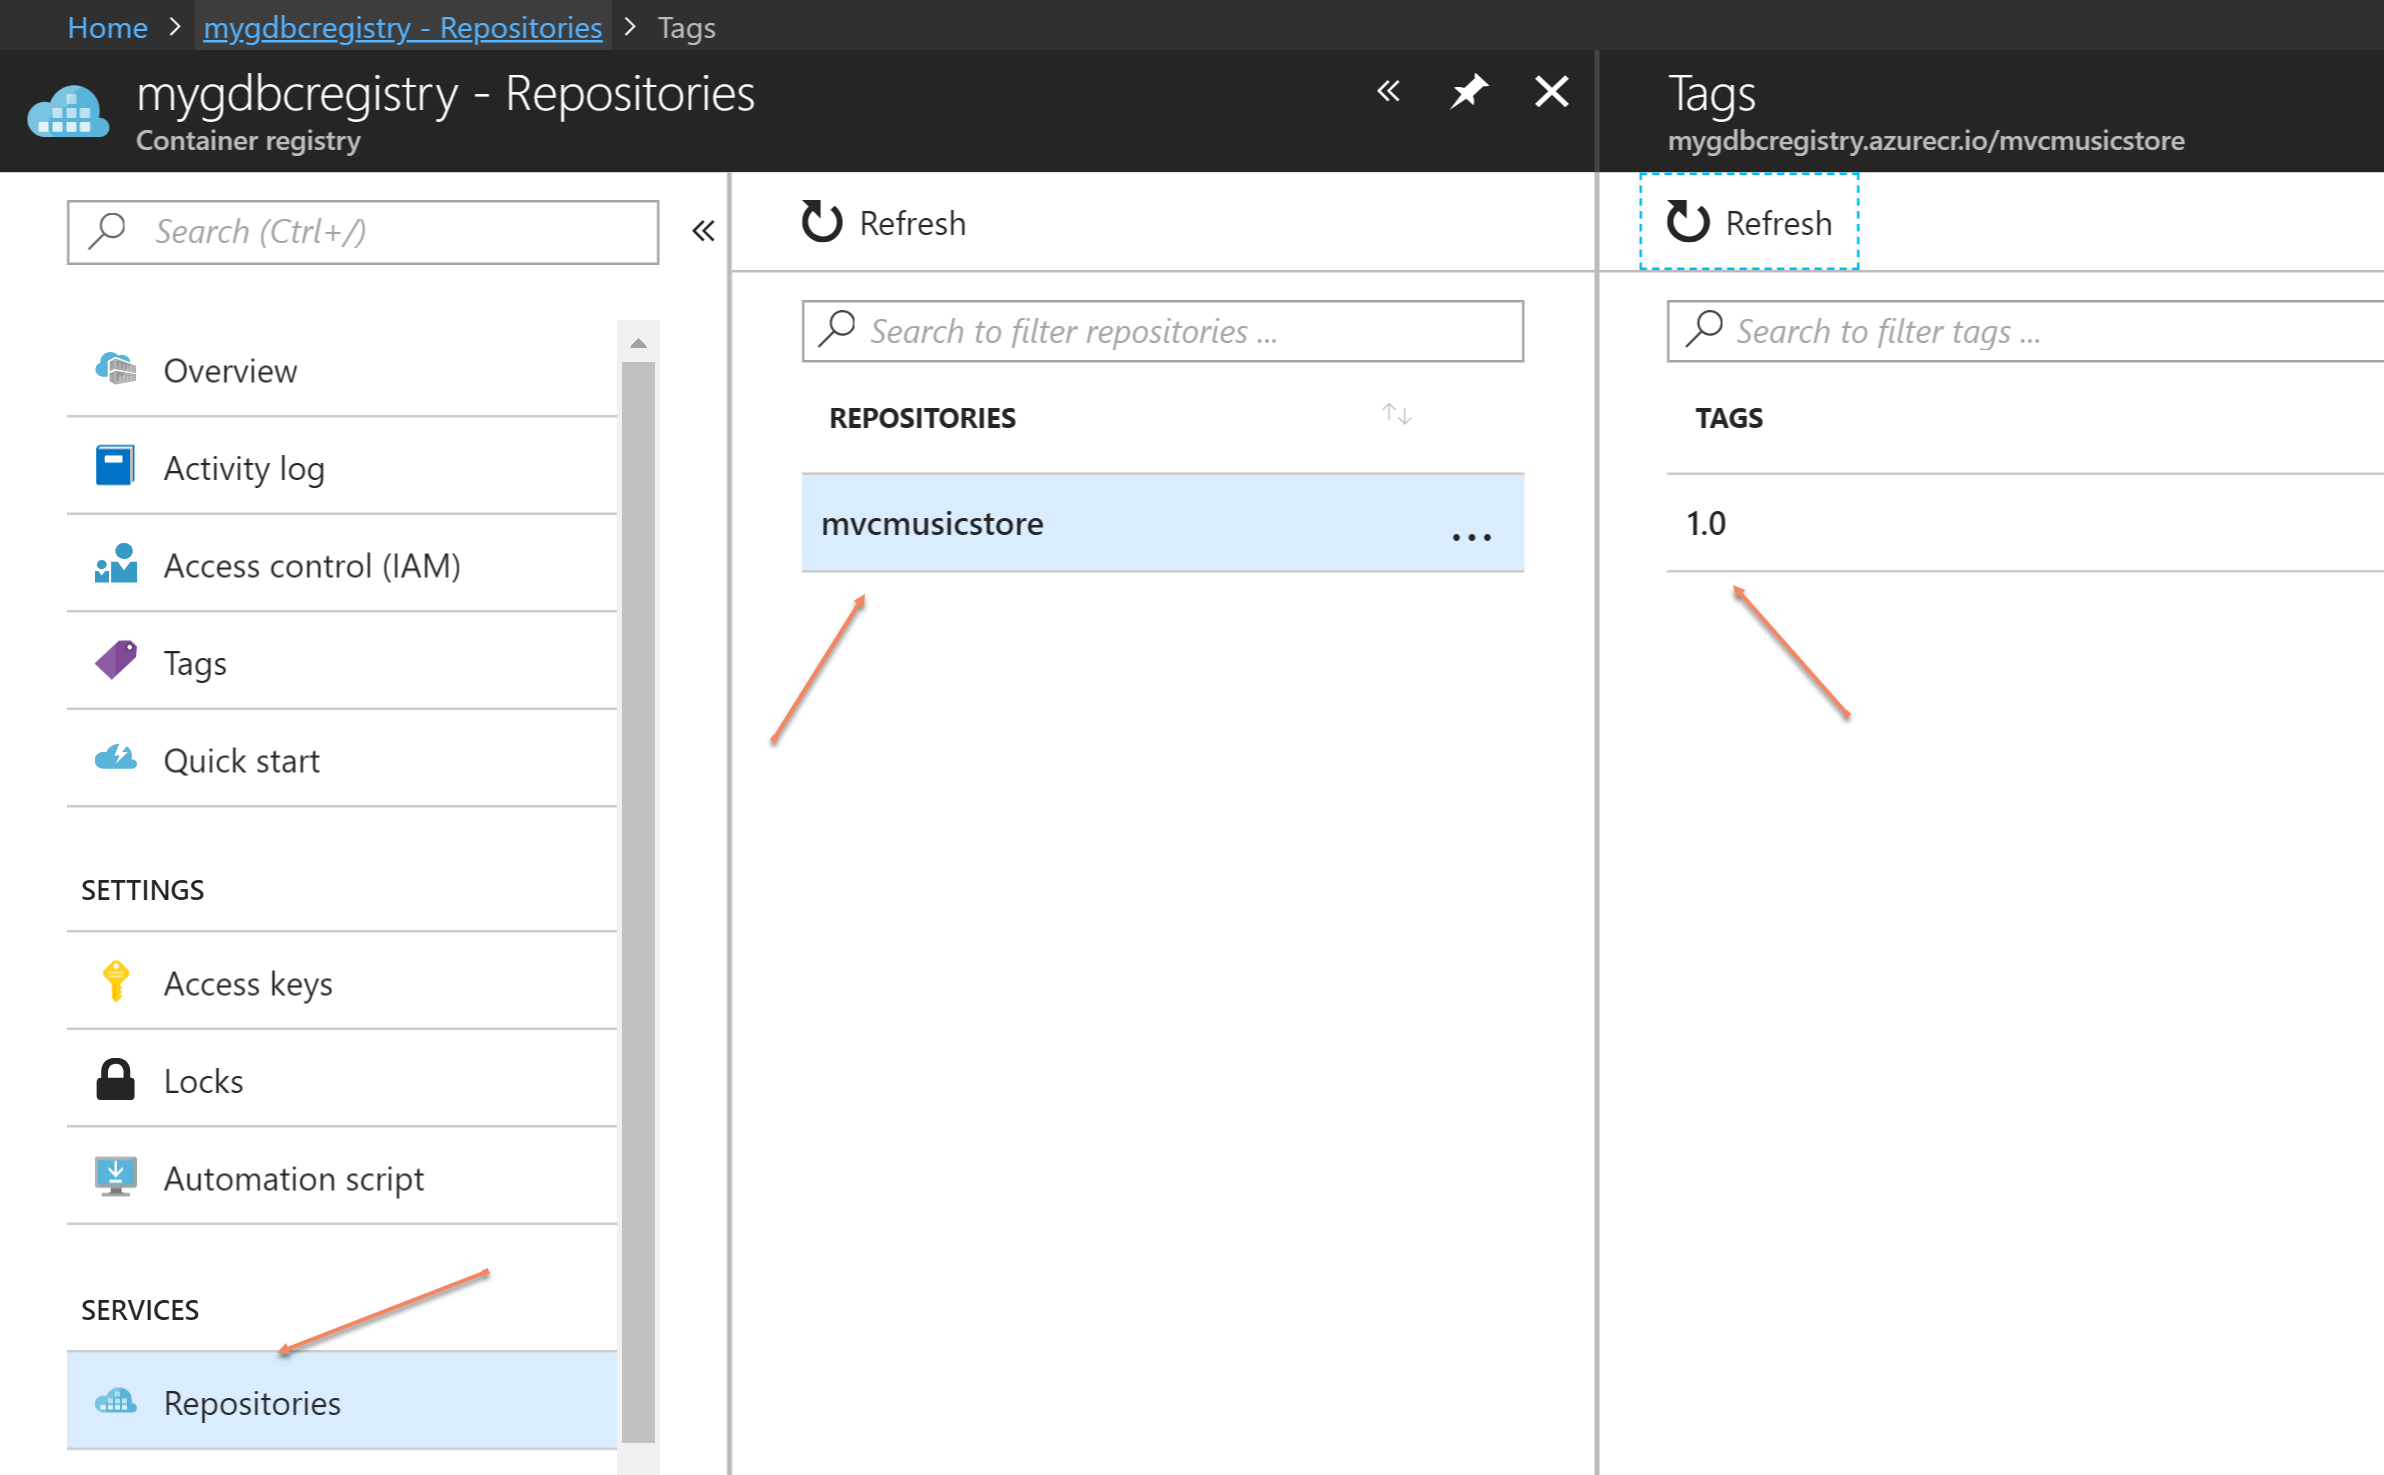 Home > mygdbcregistry - Repositories > Tags
mygdbcregistry - Repositories
Container registry
Search (Ctrl+/)
Overview
Activity log
Access control (IAM)
Tags
Quick start
SETTINGS
Access keys
Locks
Automation script
SERVICES
Repositories
Refresh
Search to filter repositories ...
REPOSITORIES
mvcmusicstore
Tags
mygdbcregistry.azurecr.io/mvcmusicstore
Refresh
Search to filter tags ...
TAGS
1.0